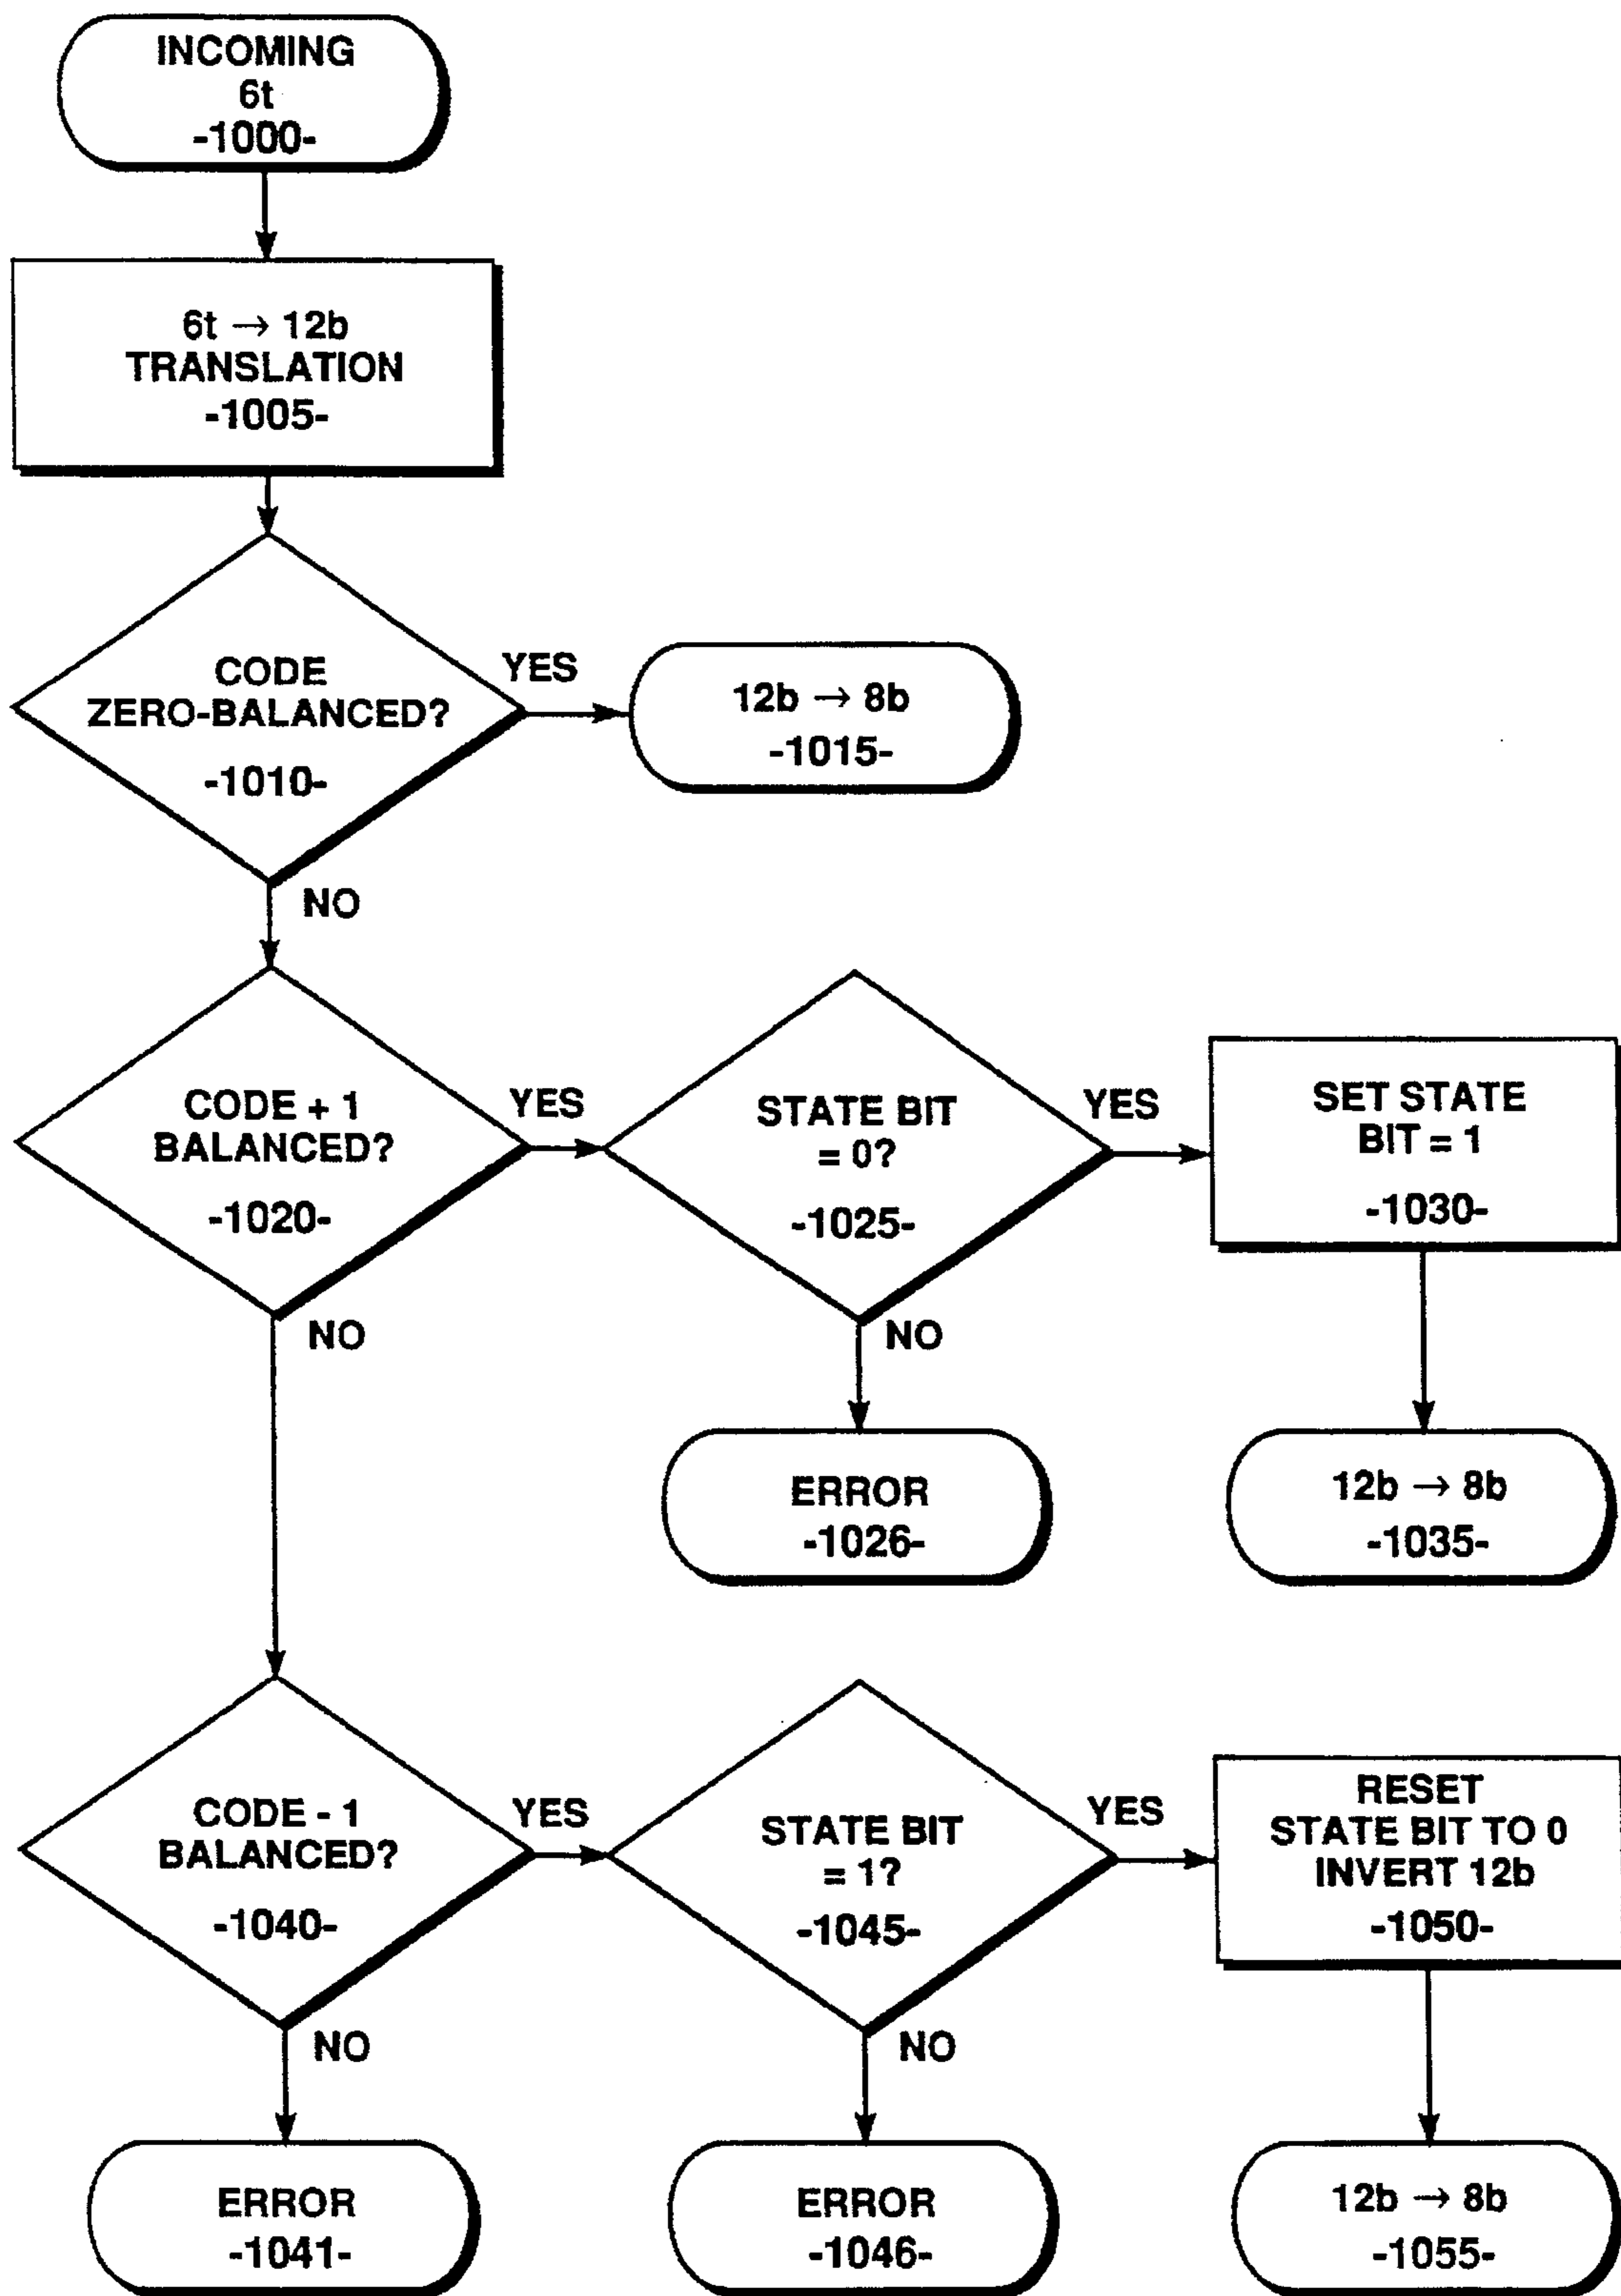 INCOMING
6t
-1000-
6t → 12b
TRANSLATION
-1005-
CODE
ZERO-BALANCED?
-1010-
YES
12b → 8b
-1015-
NO
CODE + 1
BALANCED?
-1020-
YES
STATE BIT
= 0?
-1025-
YES
SET STATE
BIT = 1
-1030-
NO
NO
ERROR
-1026-
12b → 8b
-1035-
CODE - 1
BALANCED?
-1040-
YES
STATE BIT
= 1?
-1045-
YES
RESET
STATE BIT TO 0
INVERT 12b
-1050-
NO
NO
ERROR
-1041-
ERROR
-1046-
12b → 8b
-1055-